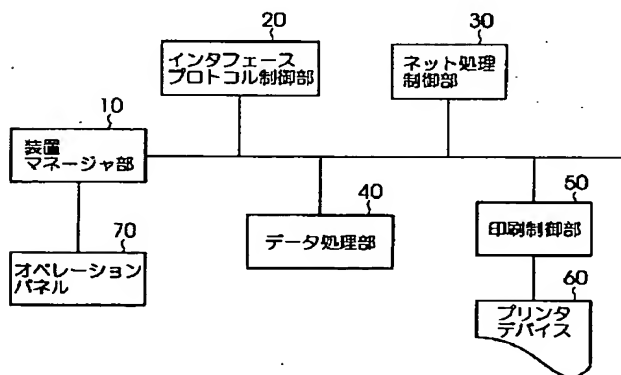 20
インタフェース
プロトコル制御部
30
ネット処理
制御部
10
装置
マネージャ部
40
データ処理部
50
印刷制御部
70
オペレーション
パネル
60
プリンタ
デバイス